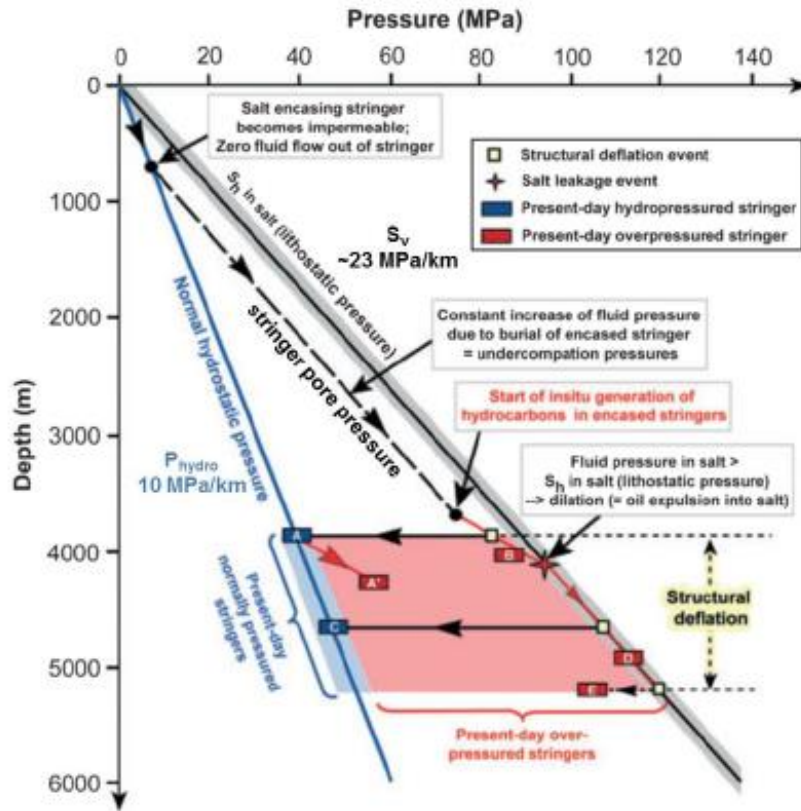 Pressure (MPa)
0 20 40 60 80 100 120 140
0
1000
2000
3000
4000
5000
6000
Depth (m)
Salt encasing stringer
becomes impermeable;
Zero fluid flow out of stringer
Structural deflation event
Salt leakage event
Present-day hydropressured stringer
Present-day overpressured stringer
Sh in salt (lithostatic pressure)
Sv
~23 MPa/km
Normal hydrostatic pressure
stringer pore pressure
Constant increase of fluid pressure
due to burial of encased stringer
= undercompation pressures
Start of insitu generation of
hydrocarbons in encased stringers
Phydro
10 MPa/km
Fluid pressure in salt >
Sh in salt (lithostatic pressure)
--> dilation (= oil expulsion into salt)
A
B
A'
C
D
E
Structural
deflation
Present-day
normally pressured
stringers
Present-day over-
pressured stringers